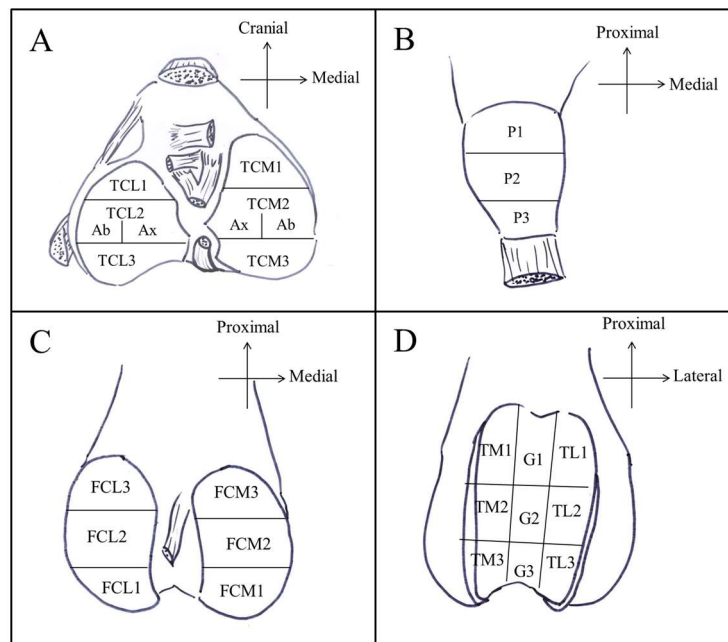 A
Cranial
Medial
TCL1
TCM1
TCL2
TCM2
Ab Ax
Ax Ab
TCL3
TCM3
B
Proximal
Medial
P1
P2
P3
C
Proximal
Medial
FCL3
FCM3
FCL2
FCM2
FCL1
FCM1
D
Proximal
Lateral
TM1 G1 TL1
TM2 G2 TL2
TM3 G3 TL3